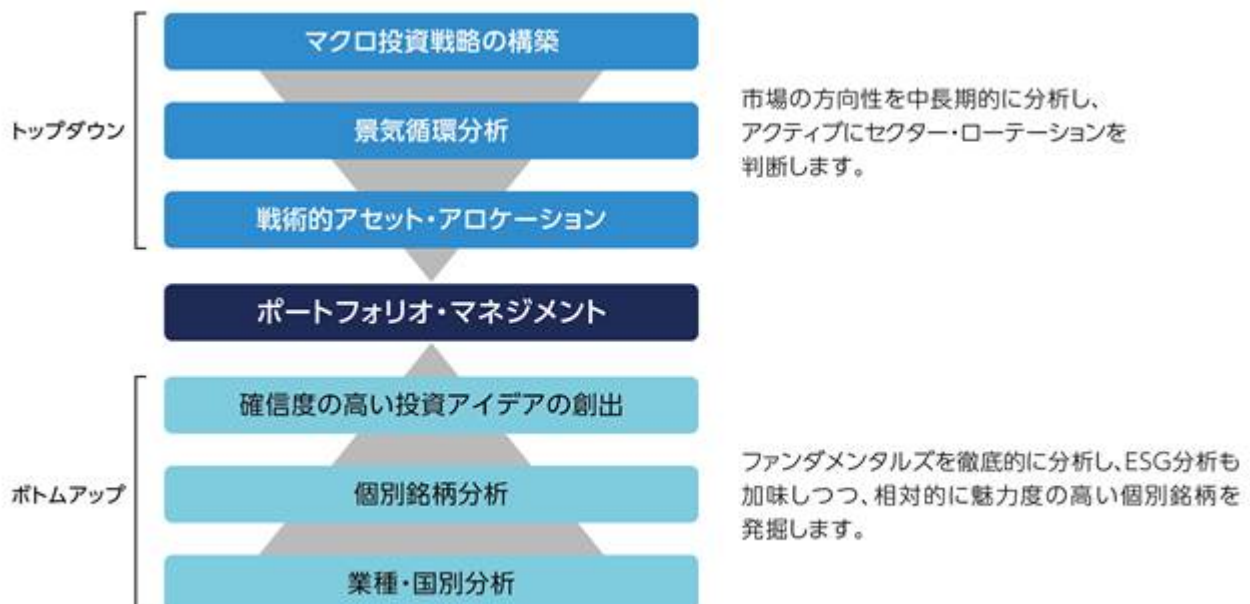 マクロ投資戦略の構築
トップダウン
景気循環分析
戦術的アセット・アロケーション
市場の方向性を中長期的に分析し、
アクティブにセクター・ローテーションを
判断します。
ポートフォリオ・マネジメント
確信度の高い投資アイデアの創出
ボトムアップ
個別銘柄分析
業種・国別分析
ファンダメンタルズを徹底的に分析し、ESG分析も
加味しつつ、相対的に魅力度の高い個別銘柄を
発掘します。